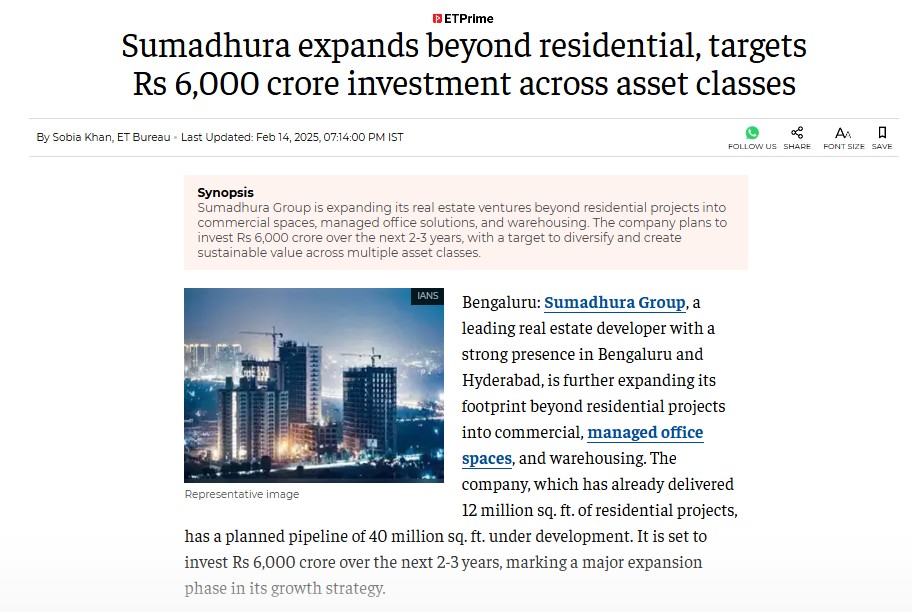 ETPrime
Sumadhura expands beyond residential, targets
Rs 6,000 crore investment across asset classes
By Sobia Khan, ET Bureau • Last Updated: Feb 14, 2025, 07:14:00 PM IST
FOLLOW US
SHARE
FONT SIZE
SAVE
Synopsis
Sumadhura Group is expanding its real estate ventures beyond residential projects into
commercial spaces, managed office solutions, and warehousing. The company plans to
invest Rs 6,000 crore over the next 2-3 years, with a target to diversify and create
sustainable value across multiple asset classes.
IANS
Representative image
Bengaluru: Sumadhura Group, a
leading real estate developer with a
strong presence in Bengaluru and
Hyderabad, is further expanding its
footprint beyond residential projects
into commercial, managed office
spaces, and warehousing. The
company, which has already delivered
12 million sq. ft. of residential projects,
has a planned pipeline of 40 million sq. ft. under development. It is set to
invest Rs 6,000 crore over the next 2-3 years, marking a major expansion
phase in its growth strategy.